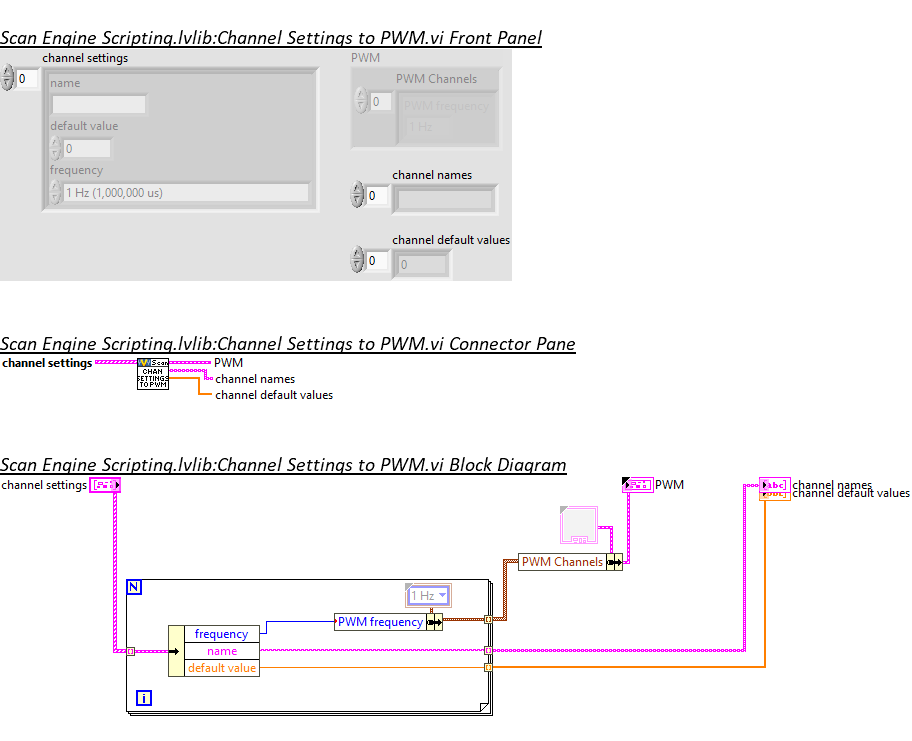 Scan Engine Scripting.lvlib:Channel Settings to PWM.vi Front Panel
channel settings
0
name
default value
0
frequency
1 Hz (1,000,000 us)
PWM
PWM Channels
0
PWM frequency
1 Hz
channel names
0
channel default values
0
0
Scan Engine Scripting.lvlib:Channel Settings to PWM.vi Connector Pane
channel settings
Scan
CHAN
SETTINGS
TO PWM
PWM
channel names
channel default values
Scan Engine Scripting.lvlib:Channel Settings to PWM.vi Block Diagram
channel settings
PWM
abc
channel names
channel default values
PWM Channels
N
1 Hz
PWM frequency
frequency
name
default value
i